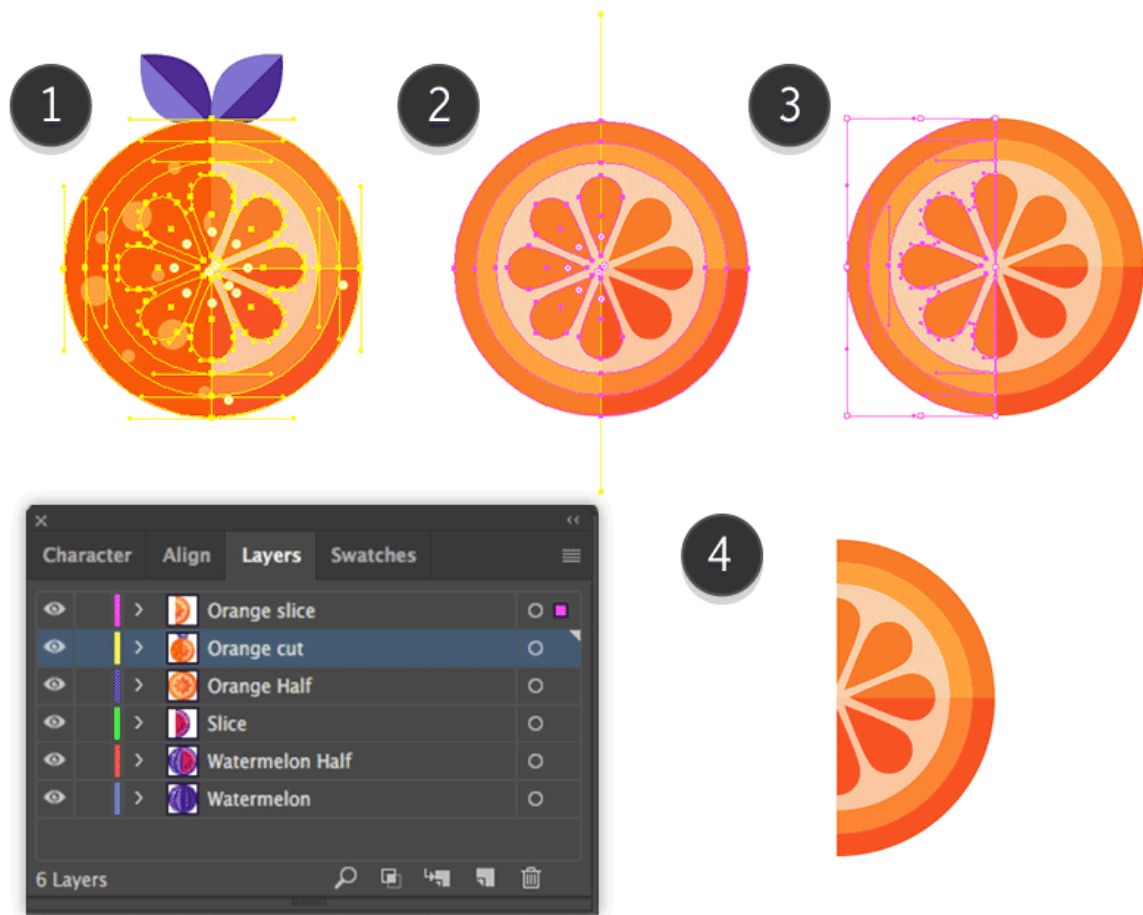 1
2
3
Character Align Layers Swatches
Orange slice
Orange cut
Orange Half
Slice
Watermelon Half
Watermelon
6 Layers
4